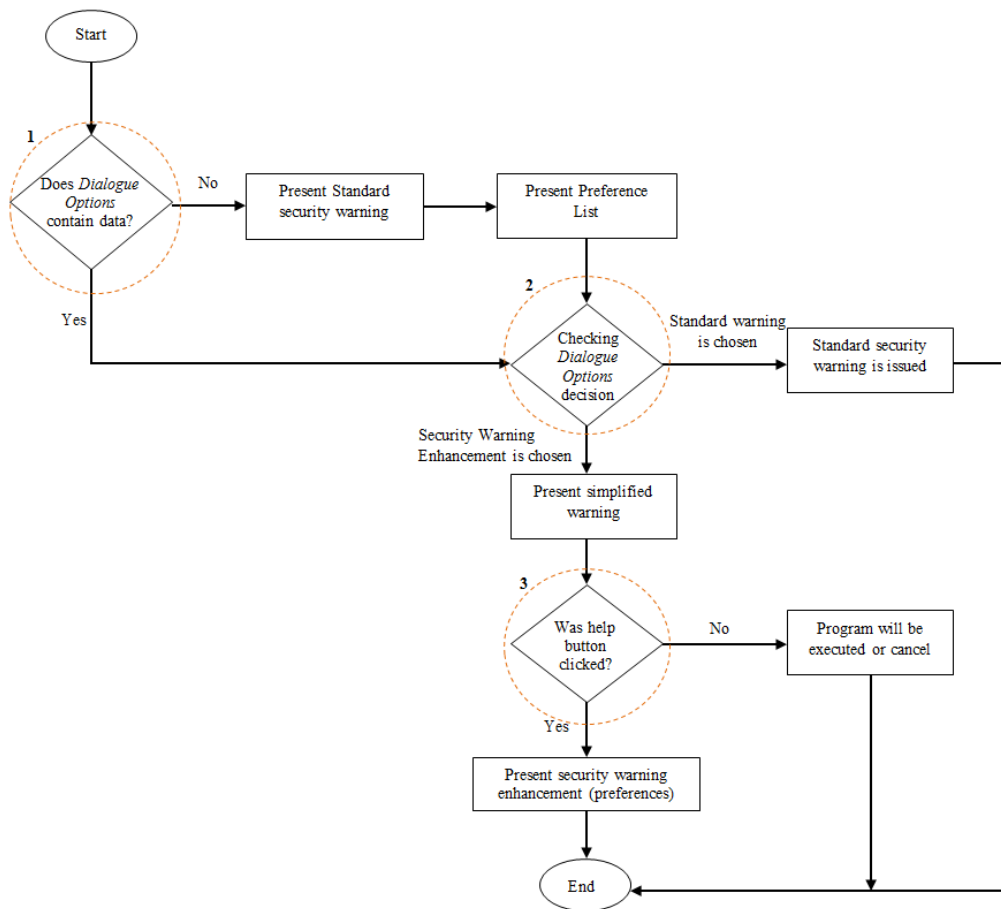 Start
1
Does Dialogue
Options
contain data?
No
Present Standard
security warning
Present Preference
List
Yes
2
Checking
Dialogue
Options
decision
Standard warning
is chosen
Standard security
warning is issued
Security Warning
Enhancement is chosen
Present simplified
warning
3
Was help
button
clicked?
No
Program will be
executed or cancel
Yes
Present security warning
enhancement (preferences)
End